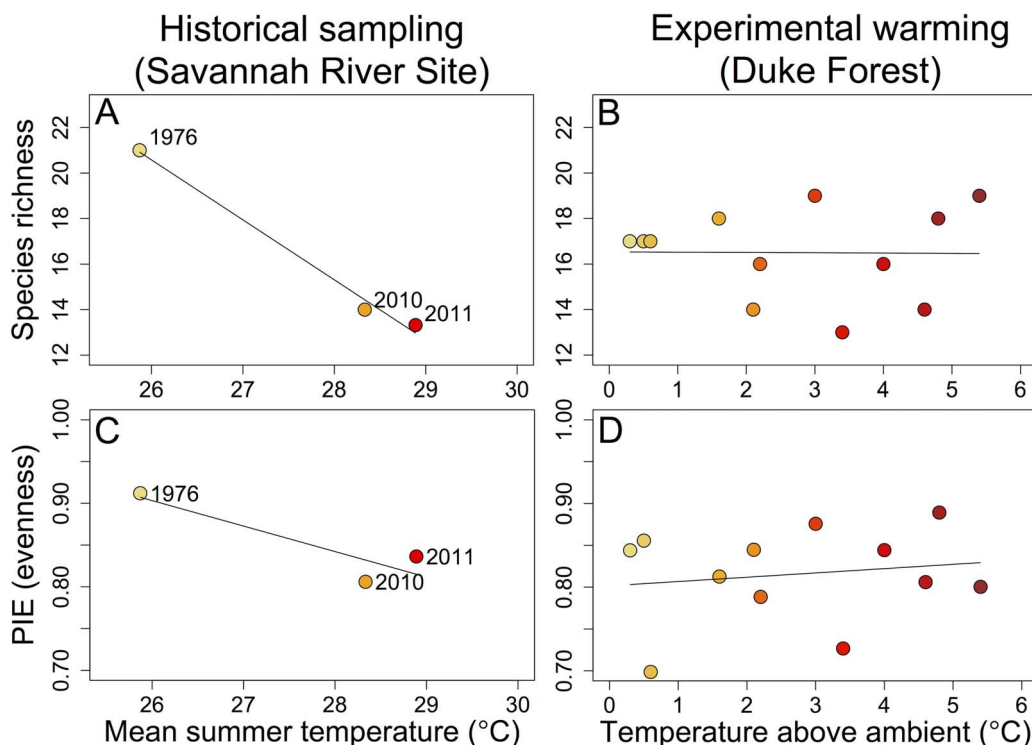 Historical sampling
(Savannah River Site)
Experimental warming
(Duke Forest)
A
1976
2010
2011
Species richness
12 14 16 18 20 22
26 27 28 29 30
B
12 14 16 18 20 22
0 1 2 3 4 5 6
C
1976
2011
2010
PIE (evenness)
0.70 0.80 0.90 1.00
26 27 28 29 30
Mean summer temperature (°C)
D
0.70 0.80 0.90 1.00
0 1 2 3 4 5 6
Temperature above ambient (°C)